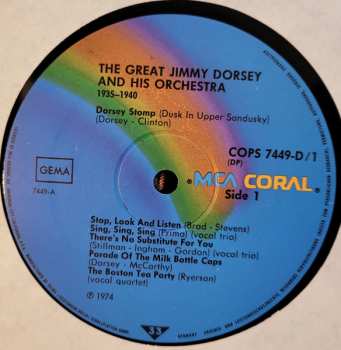 THE GREAT JIMMY DORSEY
AND HIS ORCHESTRA
1935-1940
Dorsey Stomp (Dusk In Upper Sandusky)
(Dorsey - Clinton)
COPS 7449-D/1
(DP)
GEMA
7449-A
MCA CORAL
Side 1
Stop, Look And Listen (Brad - Stevens)
Sing, Sing, Sing (Prima) (vocal trio)
There's No Substitute For You
(Stillman - Ingham - Gordon) (vocal trio)
Parade Of The Milk Bottle Caps
(Dorsey - McCarthy)
The Boston Tea Party (Ryerson)
(vocal quartet)
℗ 1974
33